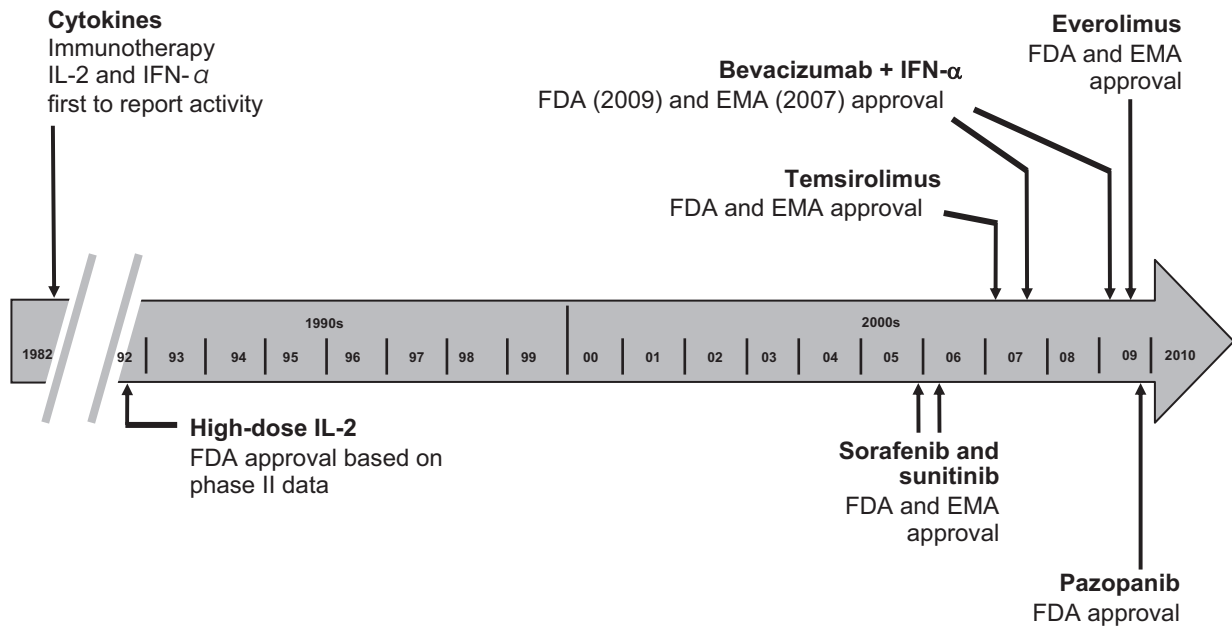 Cytokines
Immunotherapy
IL-2 and IFN-α
first to report activity
Everolimus
FDA and EMA
approval
Bevacizumab + IFN-α
FDA (2009) and EMA (2007) approval
Temsirolimus
FDA and EMA approval
1990s 2000s
1982 92 93 94 95 96 97 98 99 00 01 02 03 04 05 06 07 08 09 2010
High-dose IL-2
FDA approval based on
phase II data
Sorafenib and
sunitinib
FDA and EMA
approval
Pazopanib
FDA approval